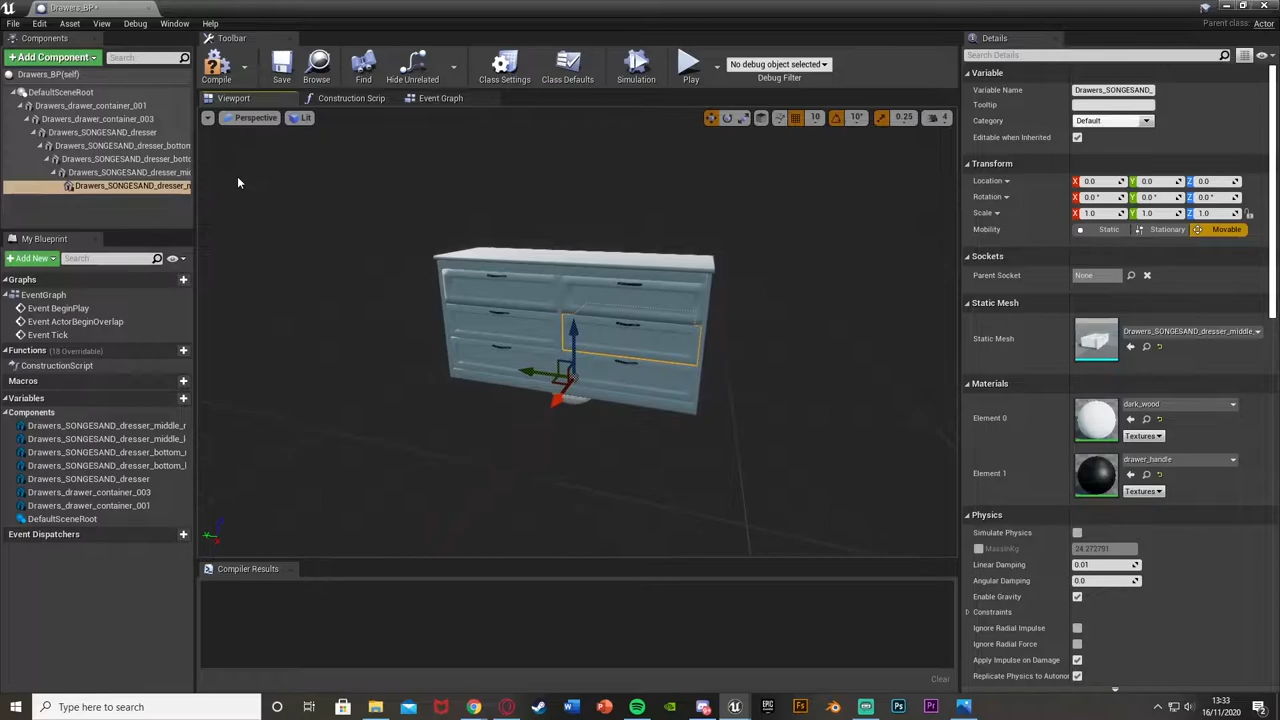 Drawers_BP*
File Edit Asset View Debug Window Help
Parent class: Actor
Components
Toolbar
Details
+ Add Component
Search
Drawers_BP(self)
DefaultSceneRoot
Drawers_drawer_container_001
Drawers_drawer_container_003
Drawers_SONGESAND_dresser
Drawers_SONGESAND_dresser_botto
Drawers_SONGESAND_dresser_botto
Drawers_SONGESAND_dresser_mid
Drawers_SONGESAND_dresser_n
Compile
Save
Browse
Find
Hide Unrelated
Class Settings
Class Defaults
Simulation
Play
No debug object selected
Debug Filter
Viewport
Construction Scrip
Event Graph
Perspective
Lit
10
10°
0.25
4
My Blueprint
+ Add New
Search
Graphs
EventGraph
Event BeginPlay
Event ActorBeginOverlap
Event Tick
Functions (18 Overridable)
ConstructionScript
Macros
Variables
Components
Drawers_SONGESAND_dresser_middle_r
Drawers_SONGESAND_dresser_middle_l
Drawers_SONGESAND_dresser_bottom_
Drawers_SONGESAND_dresser_bottom_l
Drawers_SONGESAND_dresser
Drawers_drawer_container_003
Drawers_drawer_container_001
DefaultSceneRoot
Event Dispatchers
Compiler Results
Clear
Search Details
Variable
Variable Name Drawers_SONGESAND_
Tooltip
Category Default
Editable when Inherited
Transform
Location X 0.0 Y 0.0 Z 0.0
Rotation X 0.0° Y 0.0° Z 0.0°
Scale X 1.0 Y 1.0 Z 1.0
Mobility Static Stationary Movable
Sockets
Parent Socket None
Static Mesh
Static Mesh Drawers_SONGESAND_dresser_middle_
Materials
Element 0 dark_wood
Textures
Element 1 drawer_handle
Textures
Physics
Simulate Physics
MassInKg 24.272791
Linear Damping 0.01
Angular Damping 0.0
Enable Gravity
Constraints
Ignore Radial Impulse
Ignore Radial Force
Apply Impulse on Damage
Replicate Physics to Autonor
Type here to search
13:33
16/11/2020